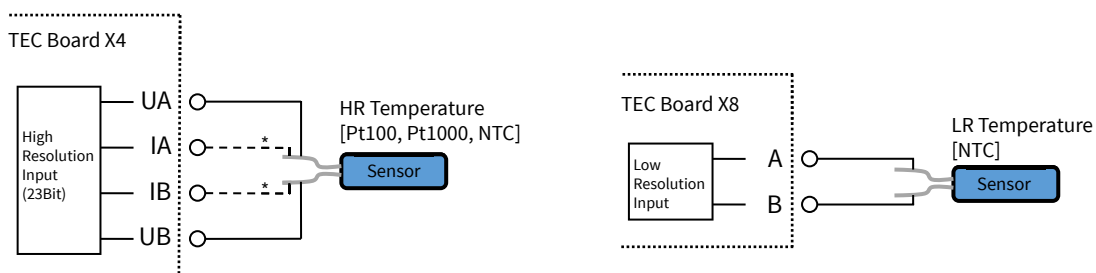 TEC Board X4
High
Resolution
Input
(23Bit)
UA
IA
IB
UB
*
*
HR Temperature
[Pt100, Pt1000, NTC]
Sensor
TEC Board X8
Low
Resolution
Input
A
B
LR Temperature
[NTC]
Sensor